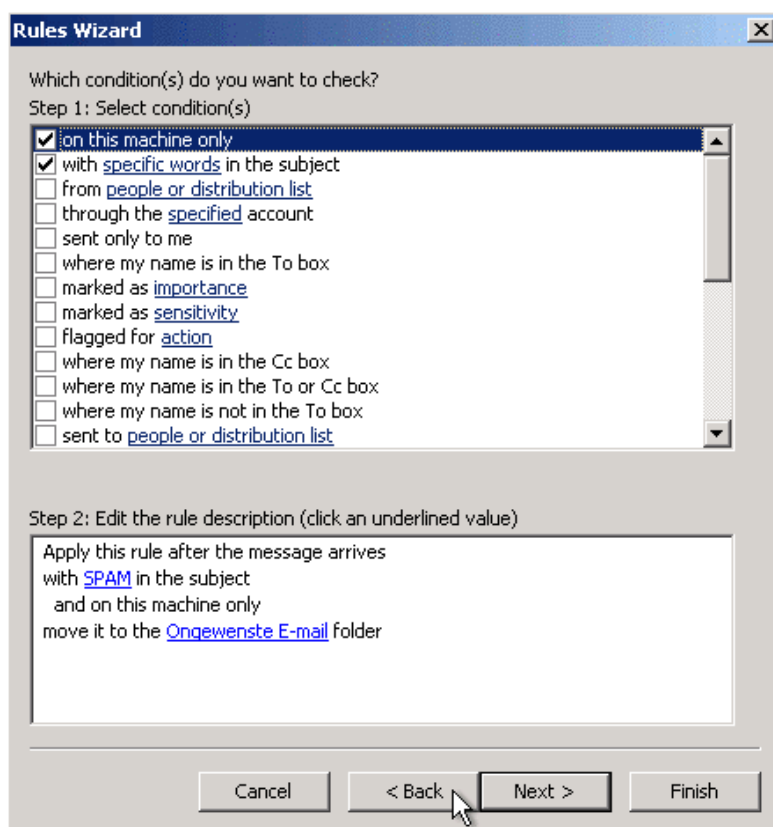 Rules Wizard
Which condition(s) do you want to check?
Step 1: Select condition(s)
on this machine only
with specific words in the subject
from people or distribution list
through the specified account
sent only to me
where my name is in the To box
marked as importance
marked as sensitivity
flagged for action
where my name is in the Cc box
where my name is in the To or Cc box
where my name is not in the To box
sent to people or distribution list
Step 2: Edit the rule description (click an underlined value)
Apply this rule after the message arrives
with SPAM in the subject
and on this machine only
move it to the Ongewenste E-mail folder
Cancel < Back Next > Finish